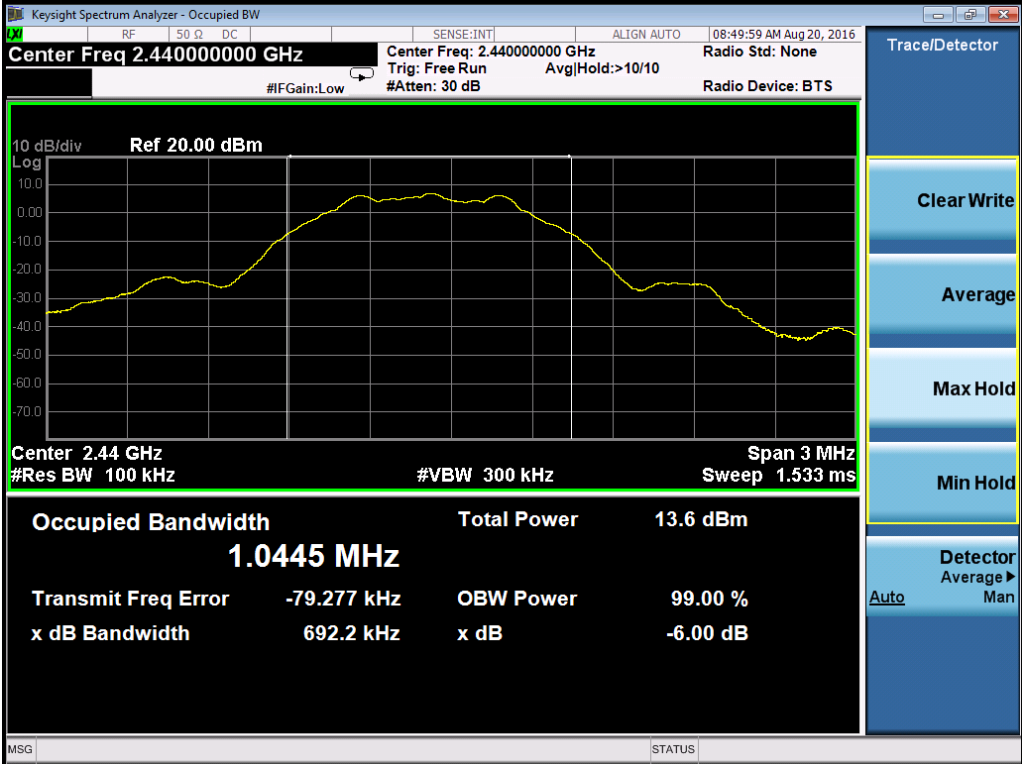 Keysight Spectrum Analyzer - Occupied BW
LXI RF 50 Ω DC SENSE:INT ALIGN AUTO 08:49:59 AM Aug 20, 2016
Center Freq 2.440000000 GHz
Center Freq: 2.440000000 GHz Radio Std: None
Trig: Free Run Avg|Hold:>10/10
#IFGain:Low #Atten: 30 dB Radio Device: BTS
Trace/Detector
10 dB/div Ref 20.00 dBm
Log
10.0
0.00
-10.0
-20.0
-30.0
-40.0
-50.0
-60.0
-70.0
Center 2.44 GHz Span 3 MHz
#Res BW 100 kHz #VBW 300 kHz Sweep 1.533 ms
Occupied Bandwidth Total Power 13.6 dBm
1.0445 MHz
Transmit Freq Error -79.277 kHz OBW Power 99.00 %
x dB Bandwidth 692.2 kHz x dB -6.00 dB
Clear Write
Average
Max Hold
Min Hold
Detector
Average
Auto Man
MSG STATUS